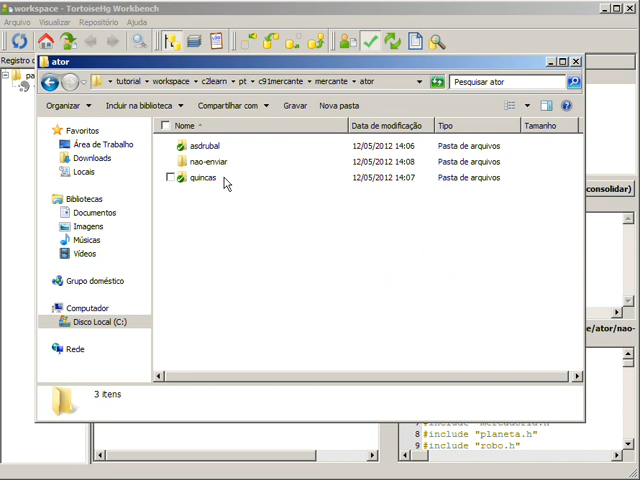 workspace - TortoiseHg Workbench
Arquivo Visualizar Repositório Ajuda
Registro d
pa
ator
tutorial workspace c2learn pt c91mercante mercante ator
Pesquisar ator
Organizar Incluir na biblioteca Compartilhar com Gravar Nova pasta
Nome Data de modificação Tipo Tamanho
asdrubal 12/05/2012 14:06 Pasta de arquivos
nao-enviar 12/05/2012 14:08 Pasta de arquivos
quincas 12/05/2012 14:07 Pasta de arquivos
Favoritos
Área de Trabalho
Downloads
Locais
Bibliotecas
Documentos
Imagens
Músicas
Vídeos
Grupo doméstico
Computador
Disco Local (C:)
Rede
consolidar)
e/ator/nao-
3 itens
8 #include "planeta.h"
9 #include "robo.h"